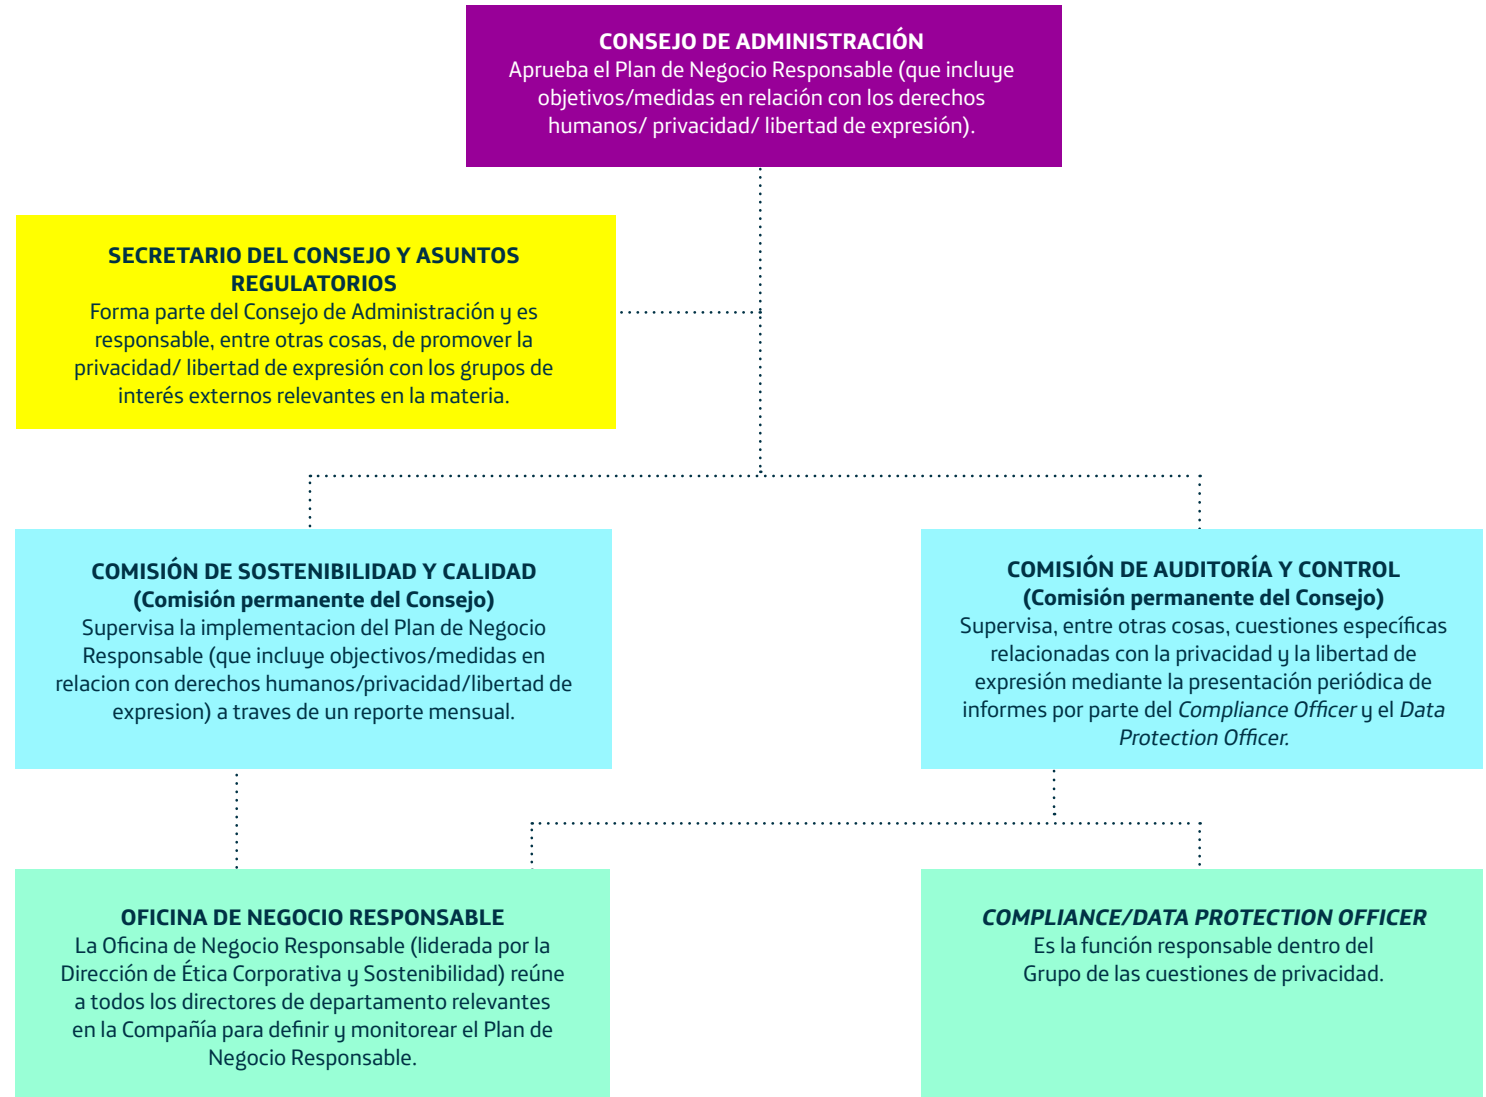 CONSEJO DE ADMINISTRACIÓN
Aprueba el Plan de Negocio Responsable (que incluye
objetivos/medidas en relación con los derechos
humanos/ privacidad/ libertad de expresión).
SECRETARIO DEL CONSEJO Y ASUNTOS
REGULATORIOS
Forma parte del Consejo de Administración y es
responsable, entre otras cosas, de promover la
privacidad/ libertad de expresión con los grupos de
interés externos relevantes en la materia.
COMISIÓN DE SOSTENIBILIDAD Y CALIDAD
(Comisión permanente del Consejo)
Supervisa la implementacion del Plan de Negocio
Responsable (que incluye objectivos/medidas en
relacion con derechos humanos/privacidad/libertad de
expresion) a traves de un reporte mensual.
COMISIÓN DE AUDITORÍA Y CONTROL
(Comisión permanente del Consejo)
Supervisa, entre otras cosas, cuestiones específicas
relacionadas con la privacidad y la libertad de
expresión mediante la presentación periódica de
informes por parte del Compliance Officer y el Data
Protection Officer.
OFICINA DE NEGOCIO RESPONSABLE
La Oficina de Negocio Responsable (liderada por la
Dirección de Ética Corporativa y Sostenibilidad) reúne
a todos los directores de departamento relevantes
en la Compañía para definir y monitorear el Plan de
Negocio Responsable.
COMPLIANCE/DATA PROTECTION OFFICER
Es la función responsable dentro del
Grupo de las cuestiones de privacidad.